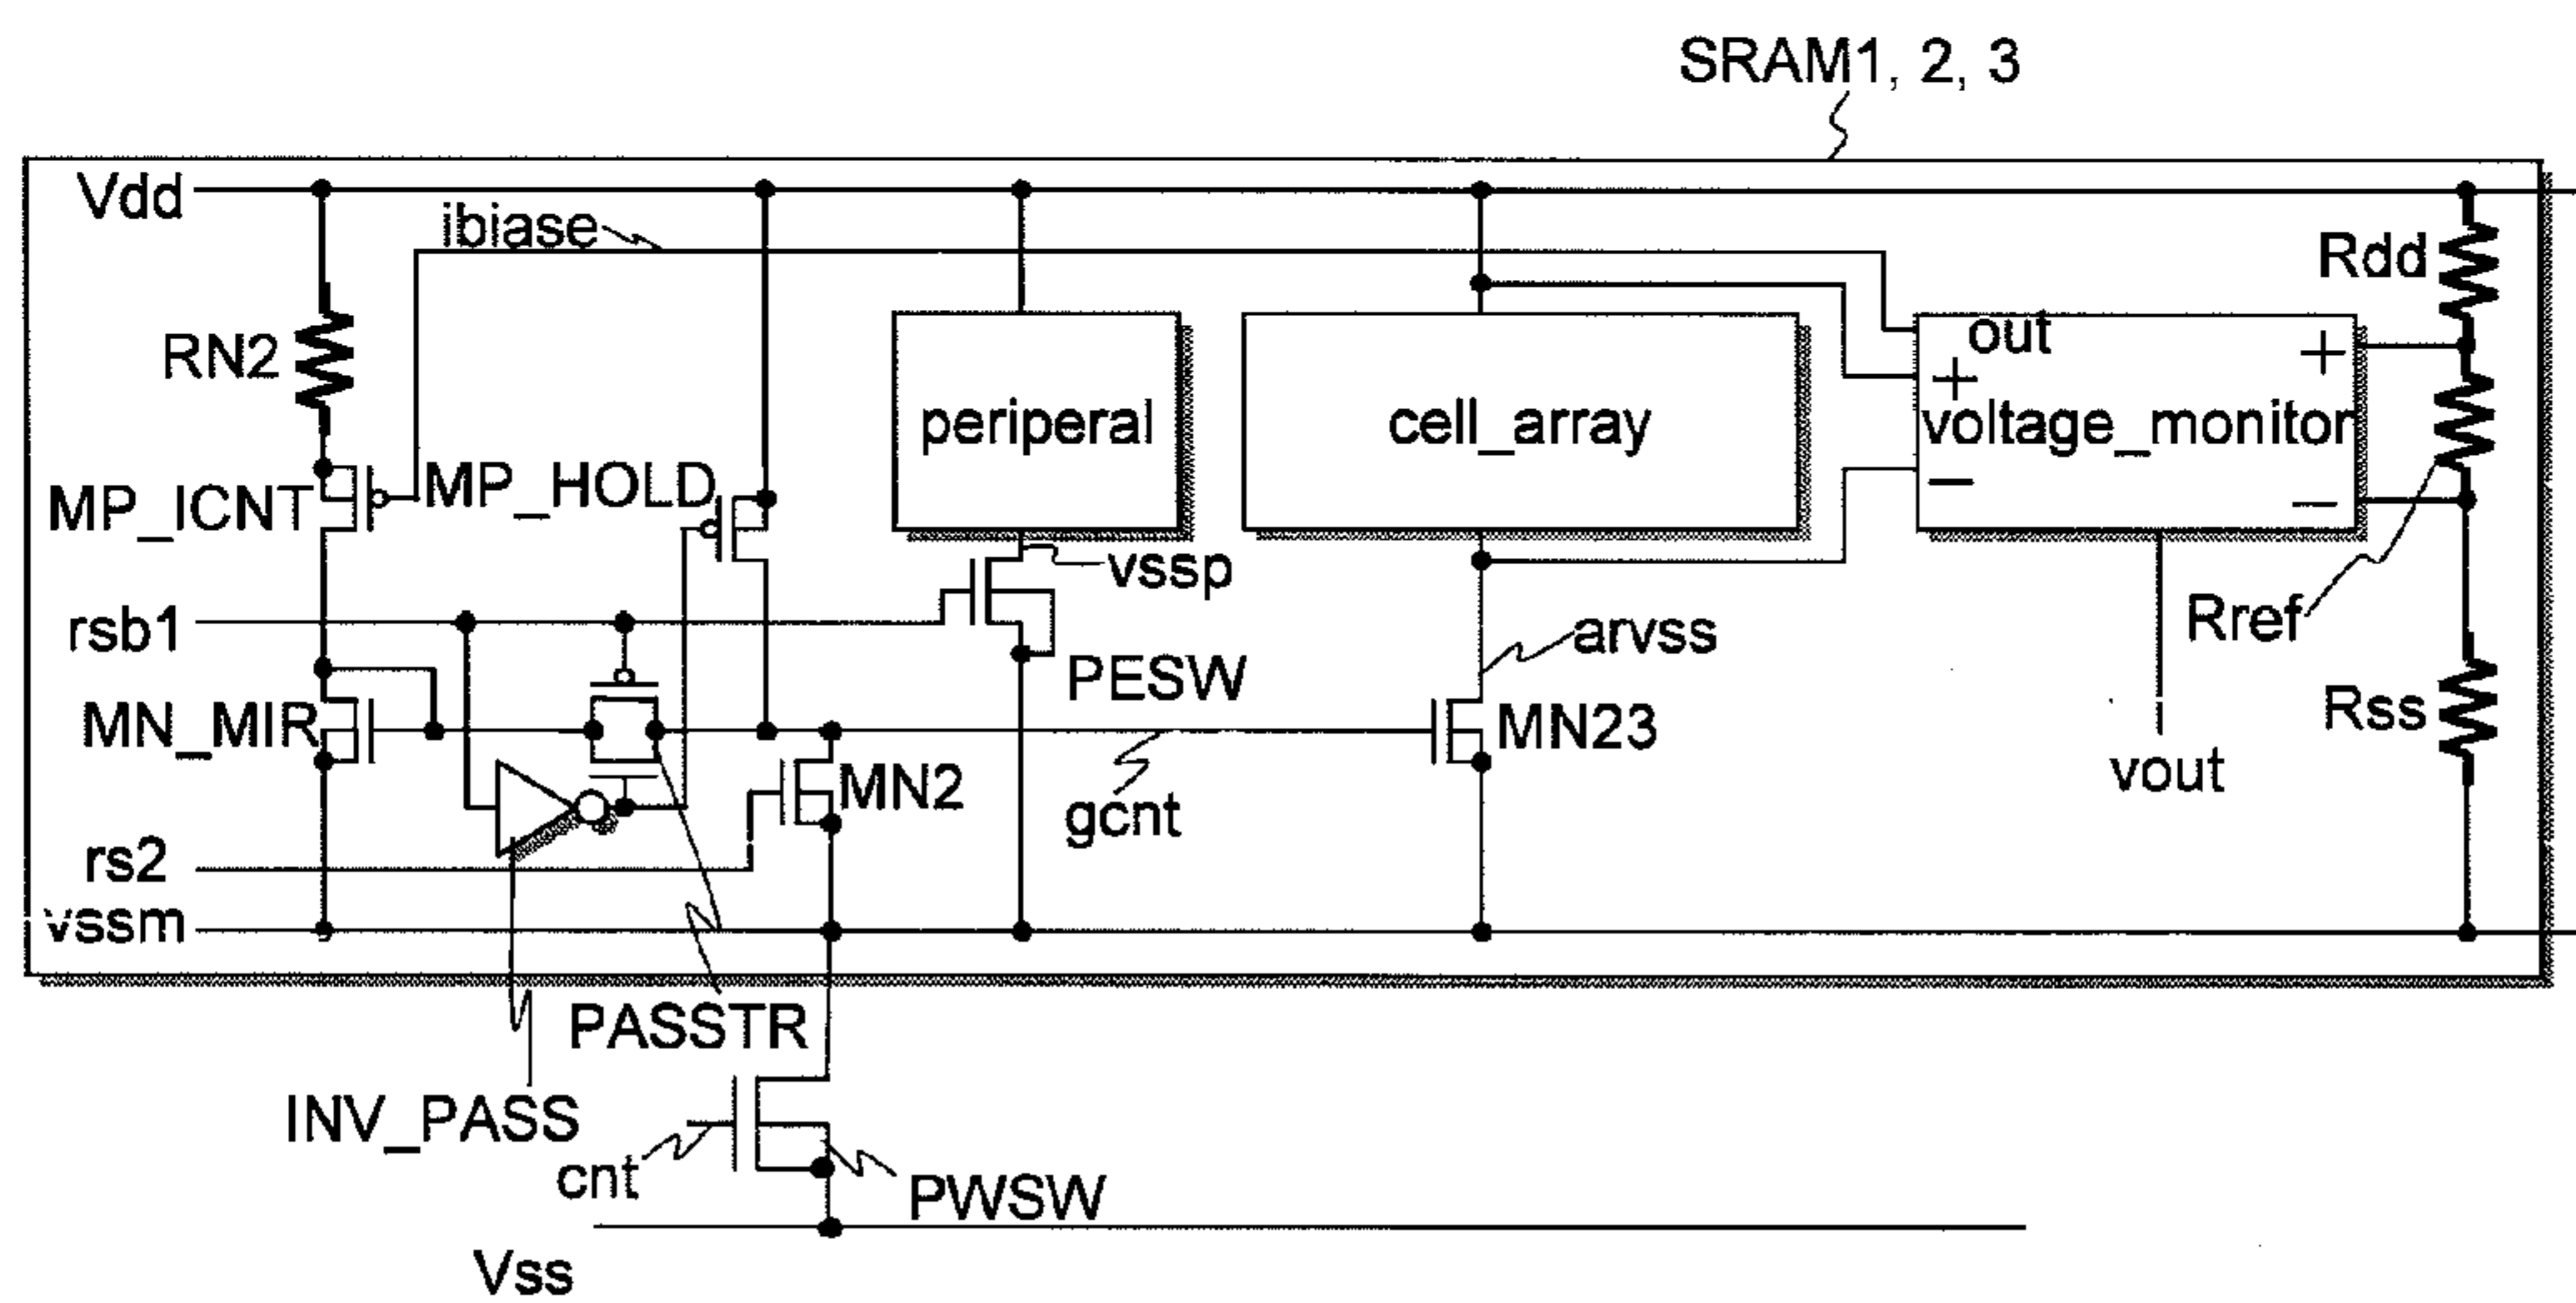 SRAM1, 2, 3
Vdd
ibiase
Rdd
RN2
out
+
+
periperal
cell_array
voltage_monitor
MP_ICNT
MP_HOLD
−
−
vssp
rsb1
Rref
arvss
PESW
MN_MIR
MN23
Rss
MN2
vout
gcnt
rs2
vssm
PASSTR
INV_PASS
cnt
PWSW
Vss